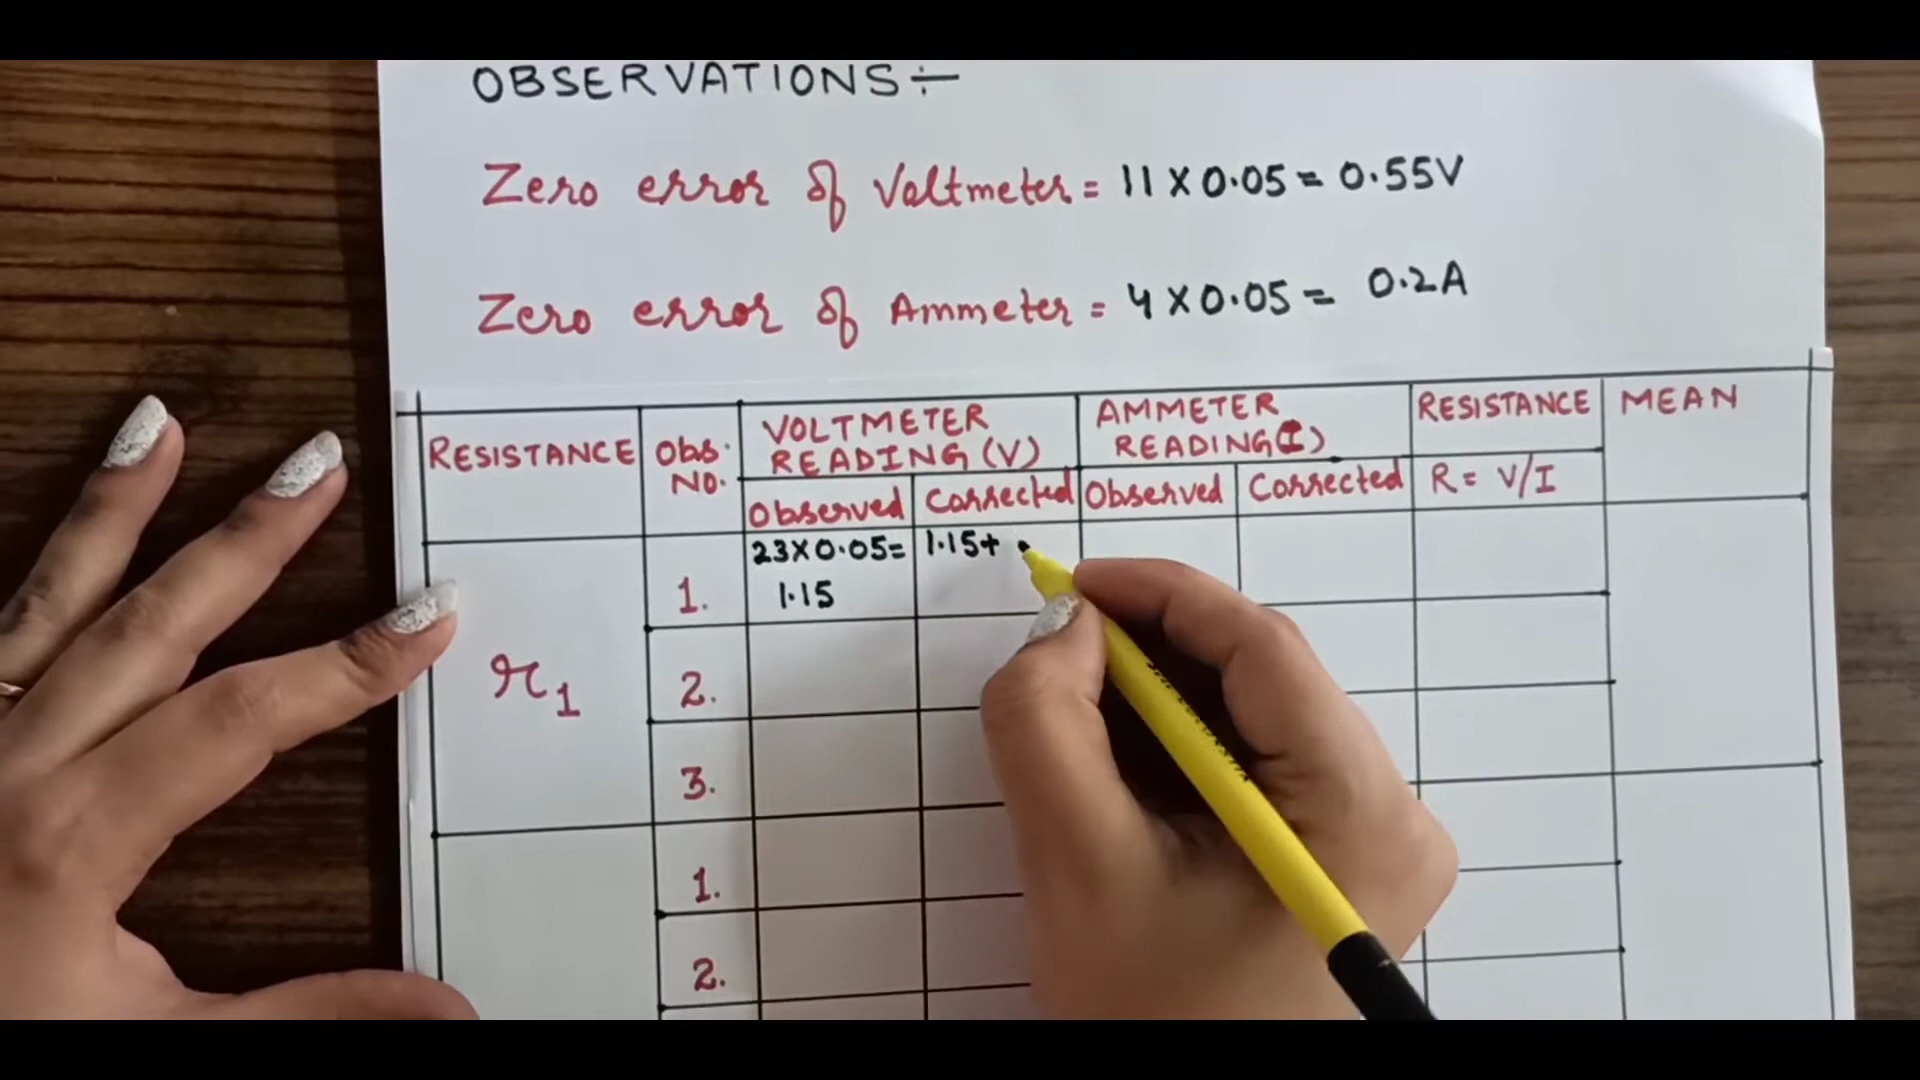 OBSERVATIONS ÷
Zero error of Voltmeter = 11 X 0.05 = 0.55V
Zero error of Ammeter = 4 X 0.05 = 0.2A
RESISTANCE
Obs.
NO.
VOLTMETER
READING (V)
AMMETER
READING (I)
RESISTANCE
MEAN
Observed
Corrected
Observed
Corrected
R = V/I
r1
1.
23 X 0.05 =
1.15
1.15+
2.
3.
1.
2.